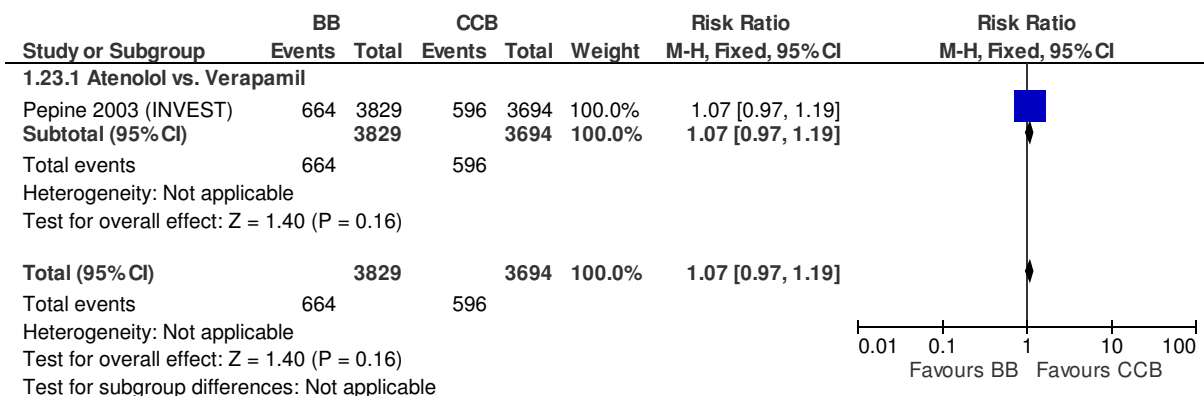 BB CCB Risk Ratio Risk Ratio
Study or Subgroup Events Total Events Total Weight M-H, Fixed, 95% CI M-H, Fixed, 95% CI
1.23.1 Atenolol vs. Verapamil
Pepine 2003 (INVEST) 664 3829 596 3694 100.0% 1.07 [0.97, 1.19]
Subtotal (95% CI) 3829 3694 100.0% 1.07 [0.97, 1.19]
Total events 664 596
Heterogeneity: Not applicable
Test for overall effect: Z = 1.40 (P = 0.16)
Total (95% CI) 3829 3694 100.0% 1.07 [0.97, 1.19]
Total events 664 596
Heterogeneity: Not applicable
Test for overall effect: Z = 1.40 (P = 0.16)
Test for subgroup differences: Not applicable
0.01 0.1 1 10 100
Favours BB Favours CCB